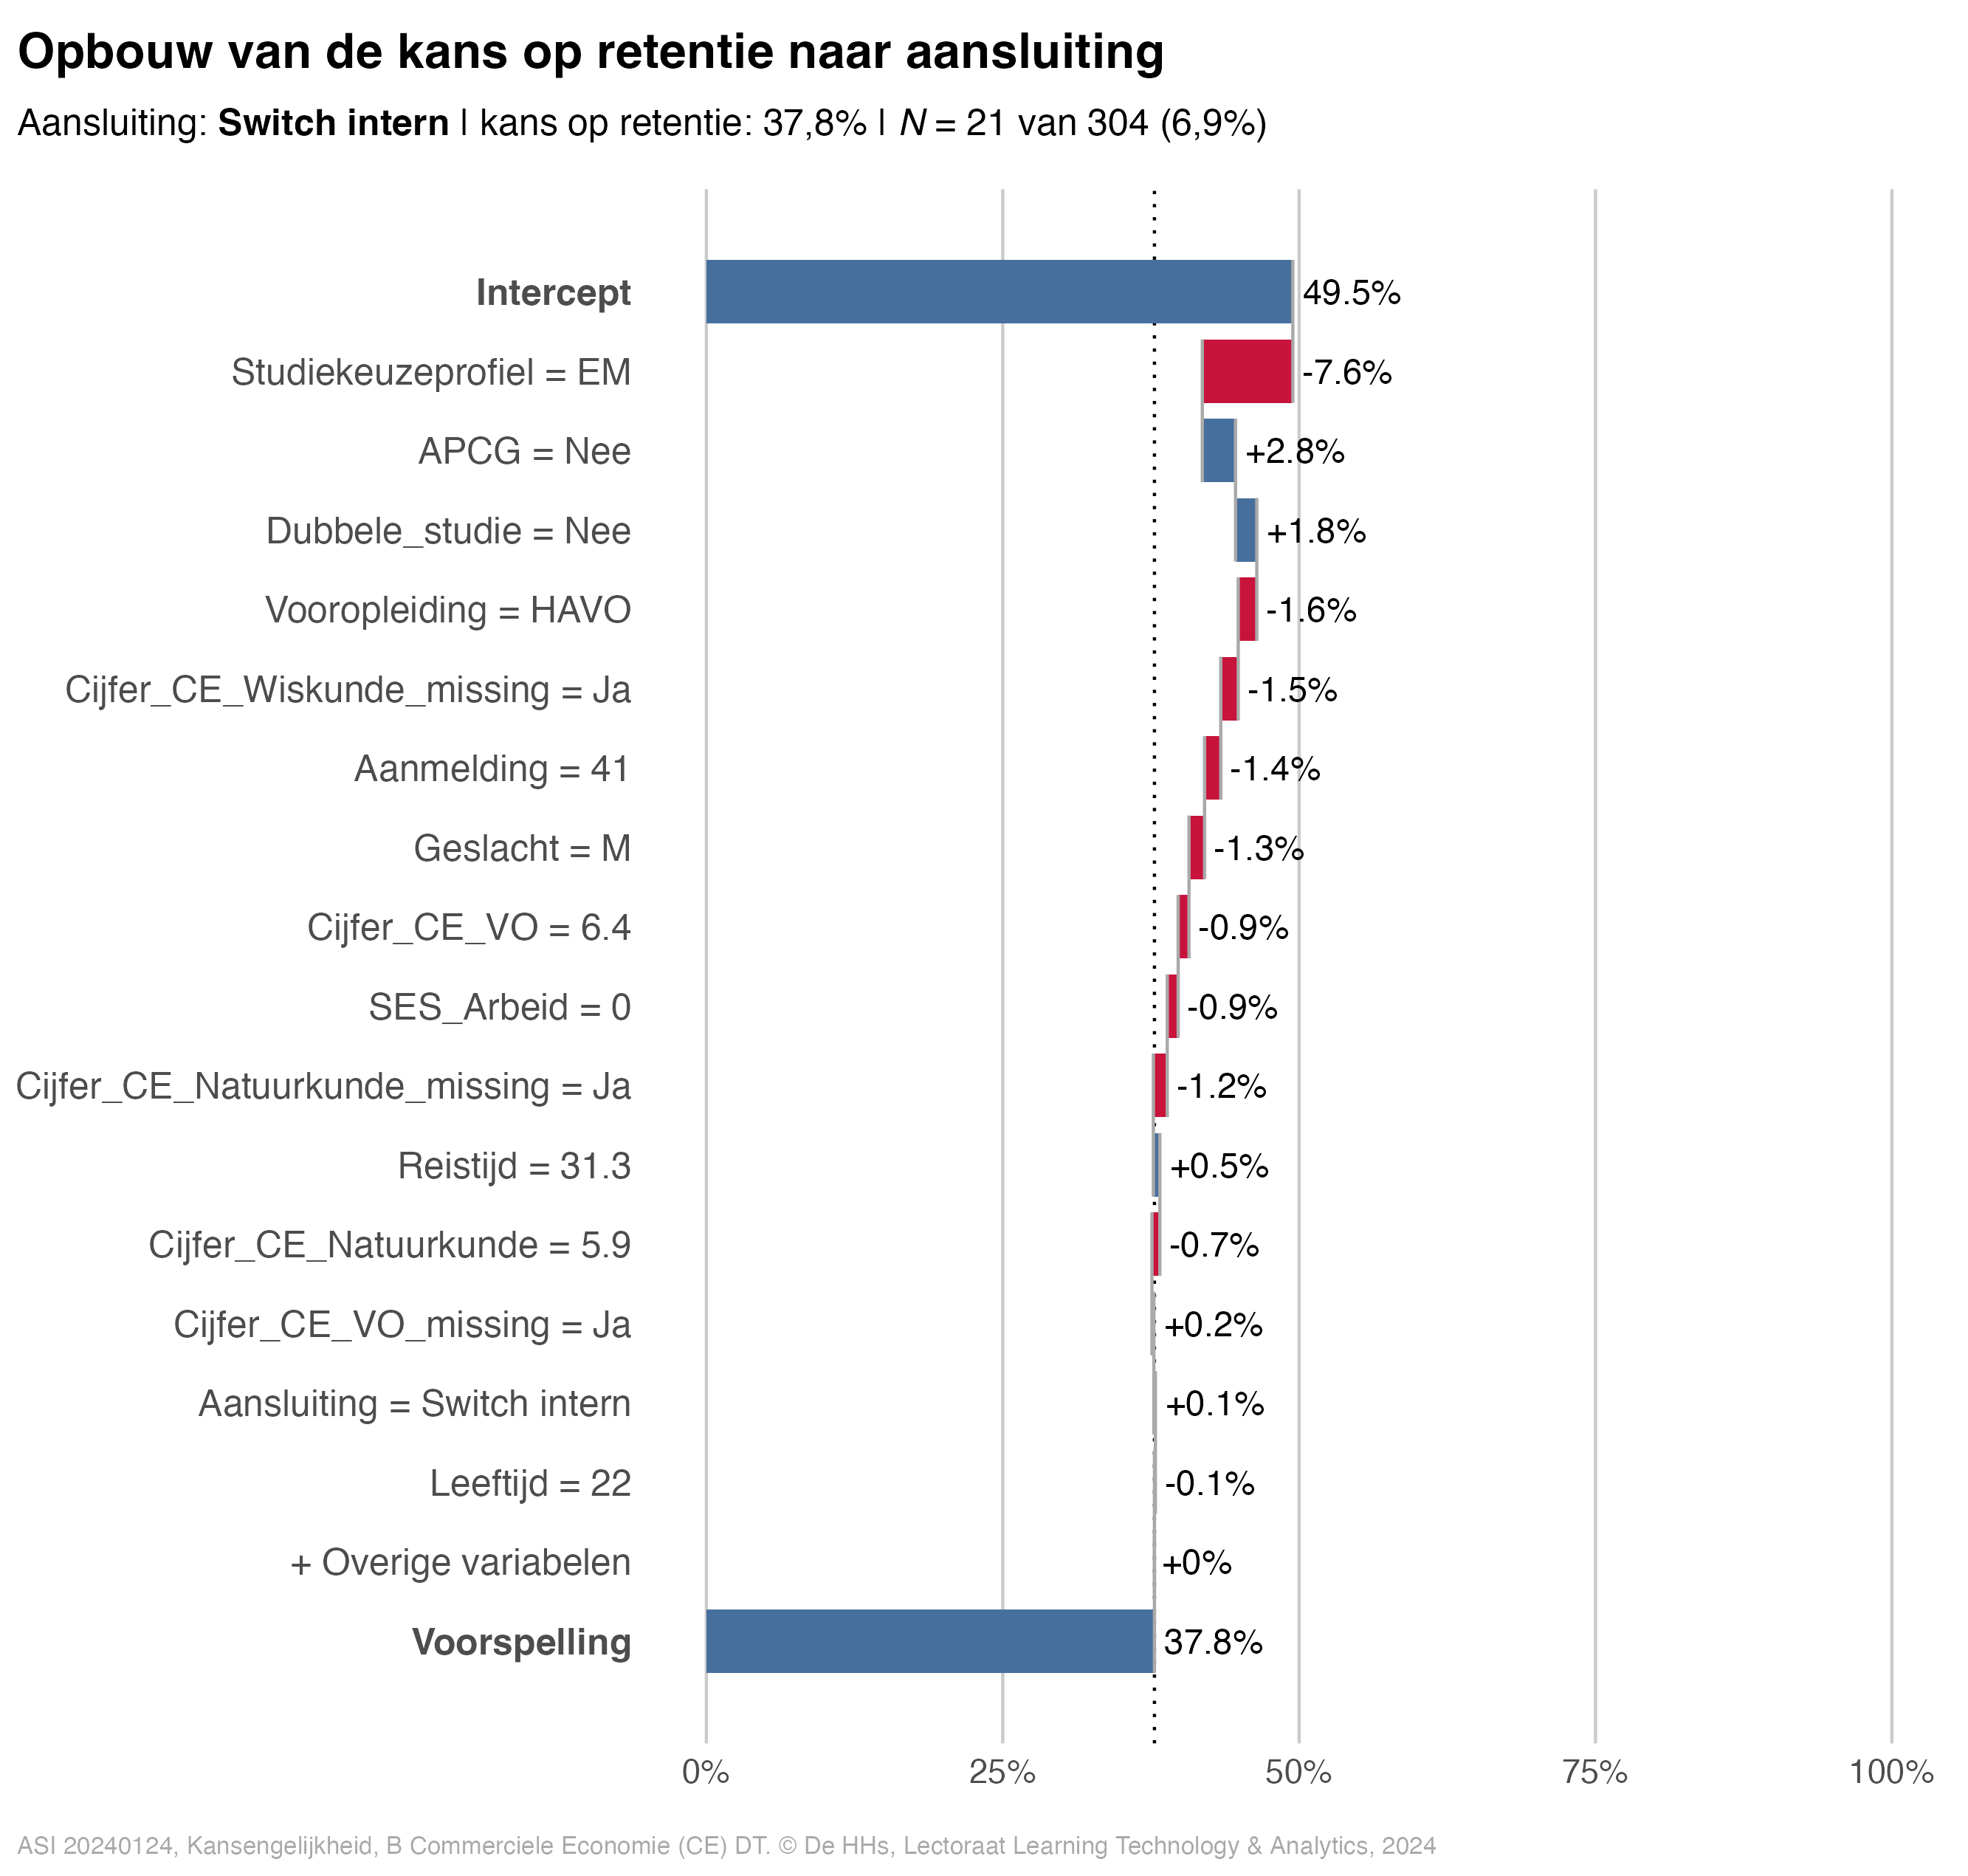 Opbouw van de kans op retentie naar aansluiting
Aansluiting: Switch intern | kans op retentie: 37,8% | N = 21 van 304 (6,9%)
Intercept 49.5%
Studiekeuzeprofiel = EM -7.6%
APCG = Nee +2.8%
Dubbele_studie = Nee +1.8%
Vooropleiding = HAVO -1.6%
Cijfer_CE_Wiskunde_missing = Ja -1.5%
Aanmelding = 41 -1.4%
Geslacht = M -1.3%
Cijfer_CE_VO = 6.4 -0.9%
SES_Arbeid = 0 -0.9%
Cijfer_CE_Natuurkunde_missing = Ja -1.2%
Reistijd = 31.3 +0.5%
Cijfer_CE_Natuurkunde = 5.9 -0.7%
Cijfer_CE_VO_missing = Ja +0.2%
Aansluiting = Switch intern +0.1%
Leeftijd = 22 -0.1%
+ Overige variabelen +0%
Voorspelling 37.8%
0% 25% 50% 75% 100%
ASI 20240124, Kansengelijkheid, B Commerciele Economie (CE) DT. © De HHs, Lectoraat Learning Technology & Analytics, 2024